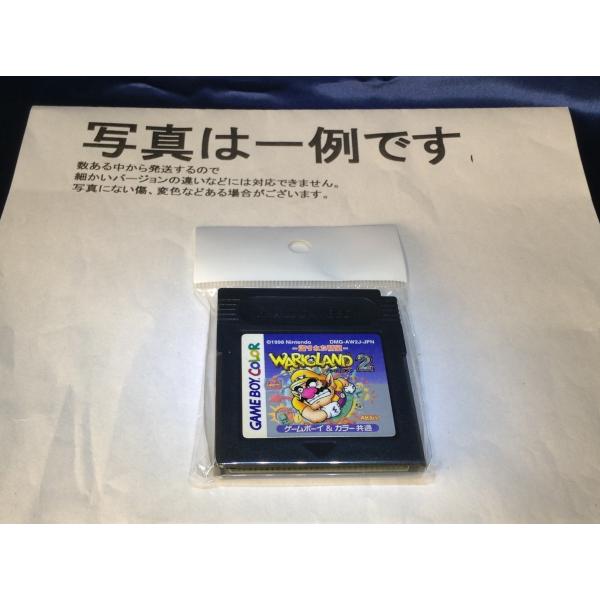 写真は一例です
数ある中から発送するので
細かいバージョンの違いなどには対応できません。
写真にない傷、変色などある場合がございます。
©1998 Nintendo DMG-AW2J-JPN
WARIOLAND 2
GAME BOY COLOR
ゲームボーイ & カラー共通